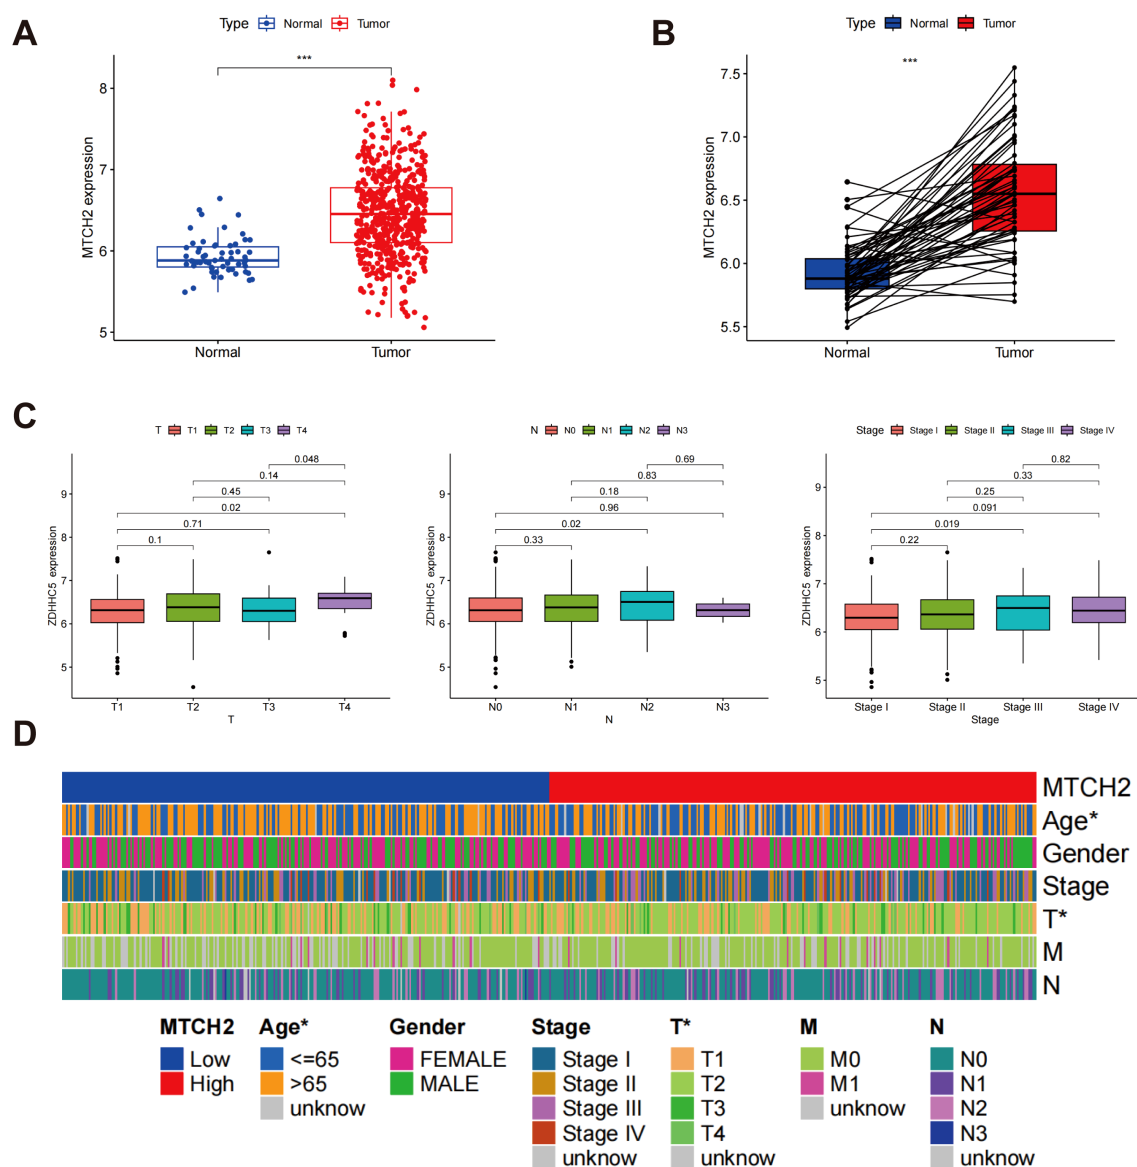 A
Type Normal Tumor
***
MTCH2 expression
8
7
6
5
Normal Tumor
B
Type Normal Tumor
***
MTCH2 expression
7.5
7.0
6.5
6.0
5.5
Normal Tumor
C
T T1 T2 T3 T4
0.048
0.14
0.45
0.02
0.71
0.1
ZDHHC5 expression
9
8
7
6
5
T1 T2 T3 T4
T
N N0 N1 N2 N3
0.69
0.83
0.18
0.96
0.02
0.33
ZDHHC5 expression
9
8
7
6
5
N0 N1 N2 N3
N
Stage Stage I Stage II Stage III Stage IV
0.82
0.33
0.25
0.091
0.019
0.22
ZDHHC5 expression
9
8
7
6
5
Stage I Stage II Stage III Stage IV
Stage
D
MTCH2
Age*
Gender
Stage
T*
M
N
MTCH2
Low
High
Age*
<=65
>65
unknow
Gender
FEMALE
MALE
Stage
Stage I
Stage II
Stage III
Stage IV
unknow
T*
T1
T2
T3
T4
unknow
M
M0
M1
unknow
N
N0
N1
N2
N3
unknow